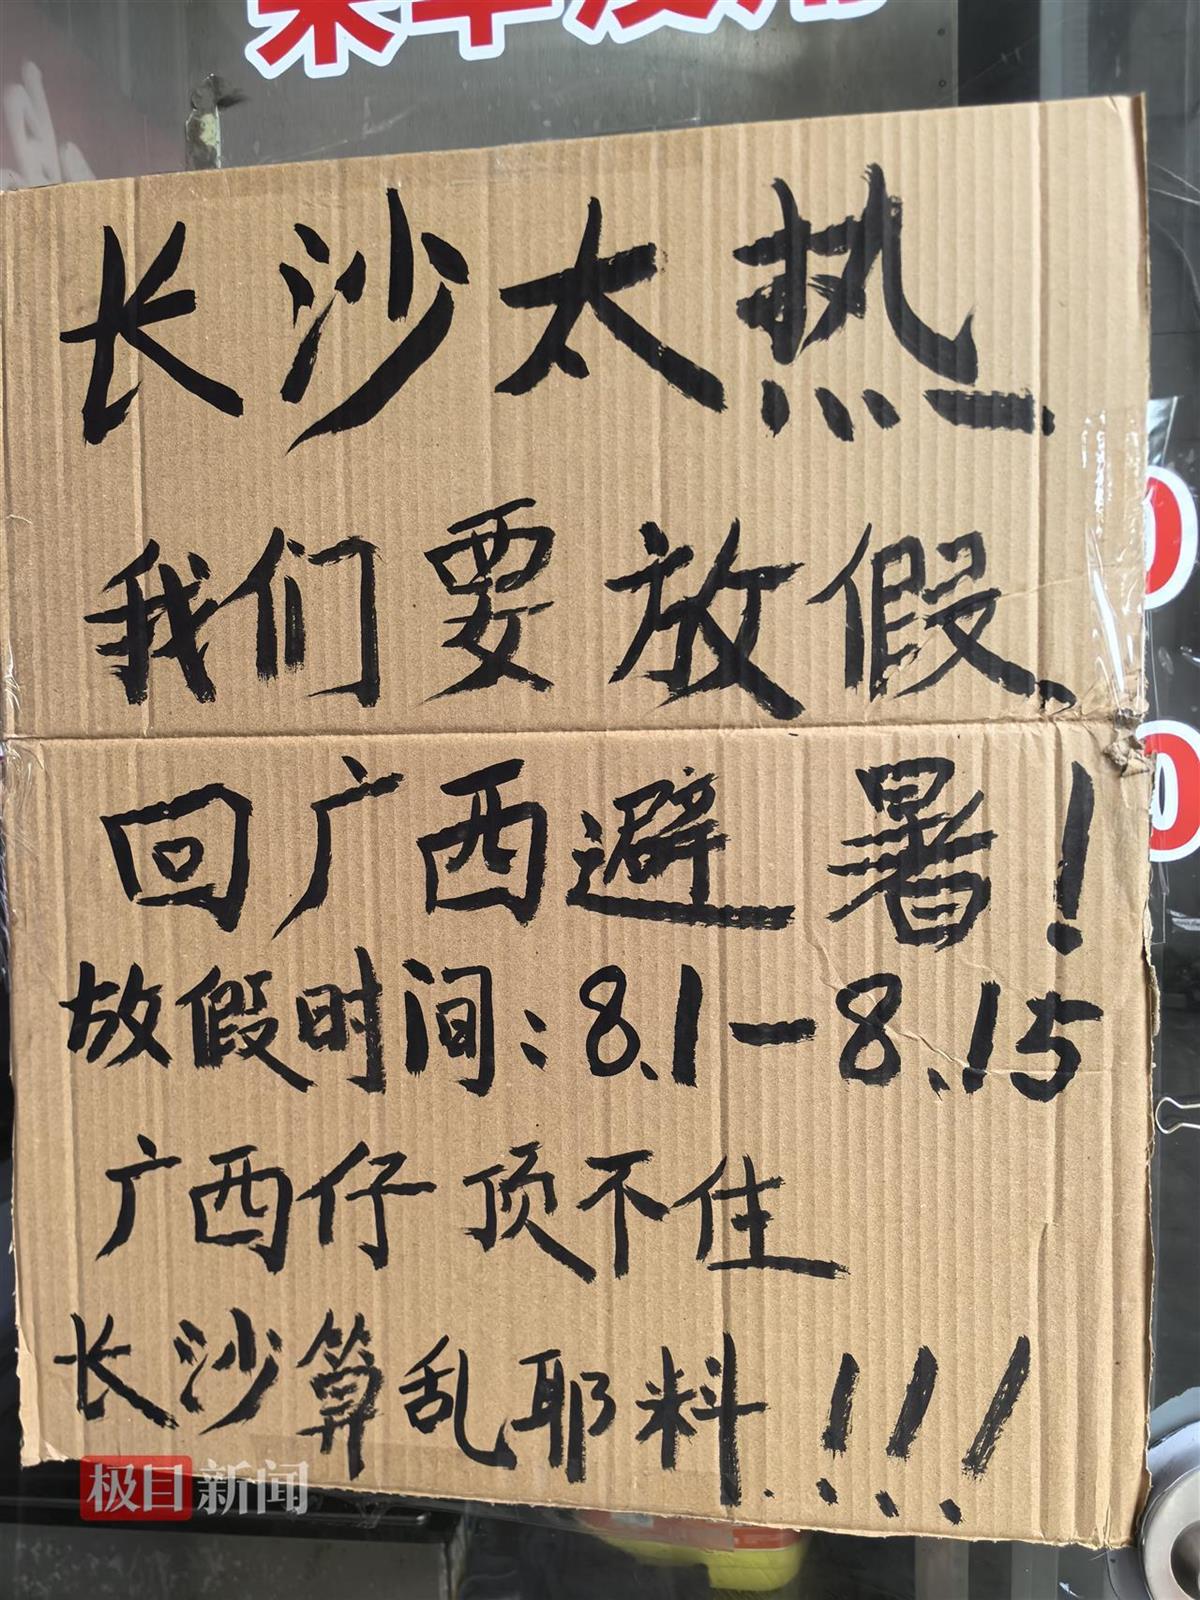 长沙太热
我们要放假
回广西避暑！
放假时间：8.1－8.15
广西仔 顶不住
长沙算乱耶料！！！
极目新闻